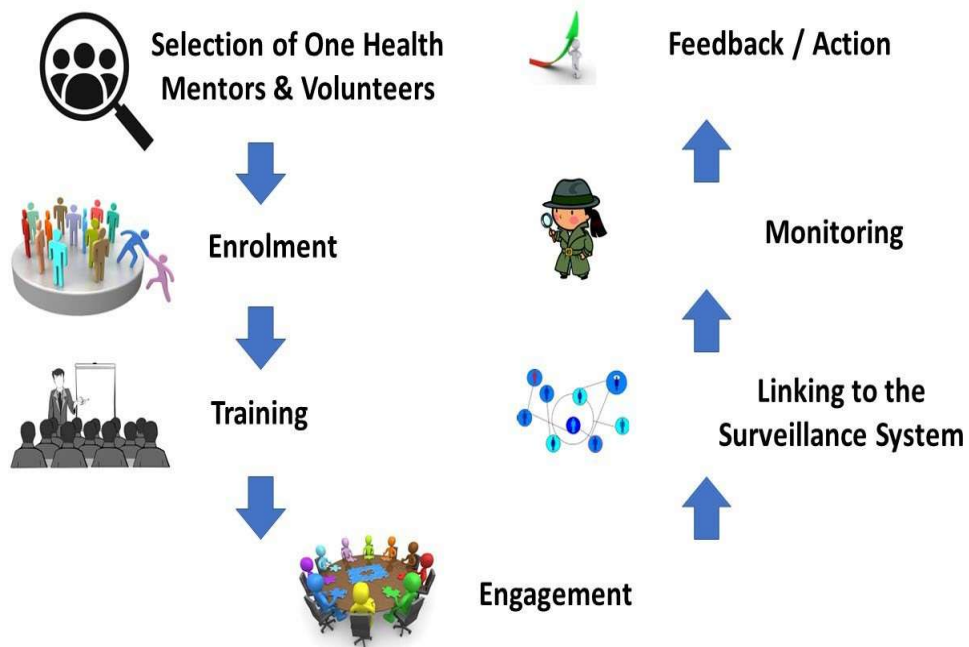 Selection of One Health
Mentors & Volunteers
Enrolment
Training
Engagement
Linking to the
Surveillance System
Monitoring
Feedback / Action